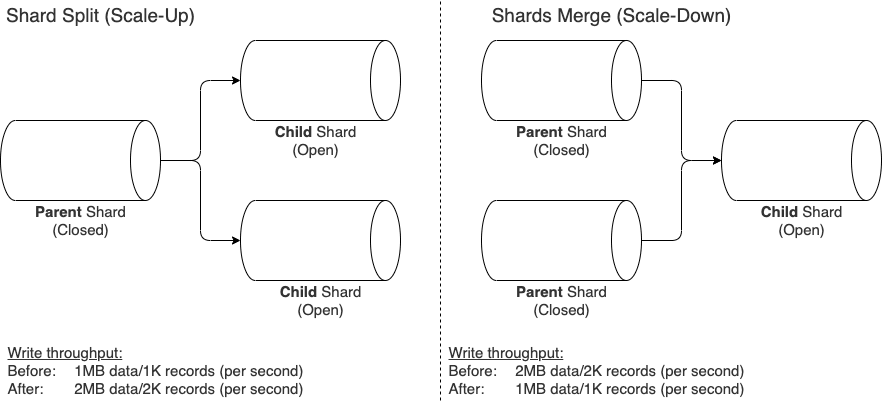 Shard Split (Scale-Up)
Child Shard
(Open)
Parent Shard
(Closed)
Child Shard
(Open)
Write throughput:
Before: 1MB data/1K records (per second)
After: 2MB data/2K records (per second)
Shards Merge (Scale-Down)
Parent Shard
(Closed)
Child Shard
(Open)
Parent Shard
(Closed)
Write throughput:
Before: 2MB data/2K records (per second)
After: 1MB data/1K records (per second)